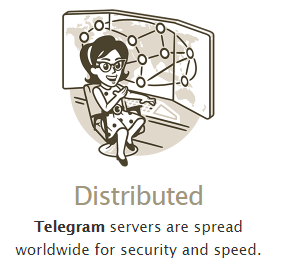 Distributed
Telegram servers are spread
worldwide for security and speed.